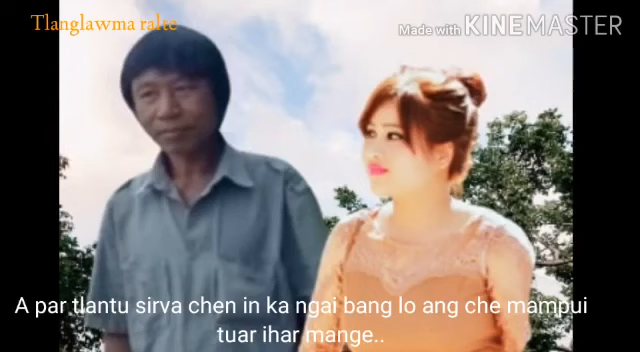 Tlanglawma ralte
Made with KINEMASTER
A par tlantu sirva chen in ka ngai bang lo ang che mampui
tuar ihar mange..